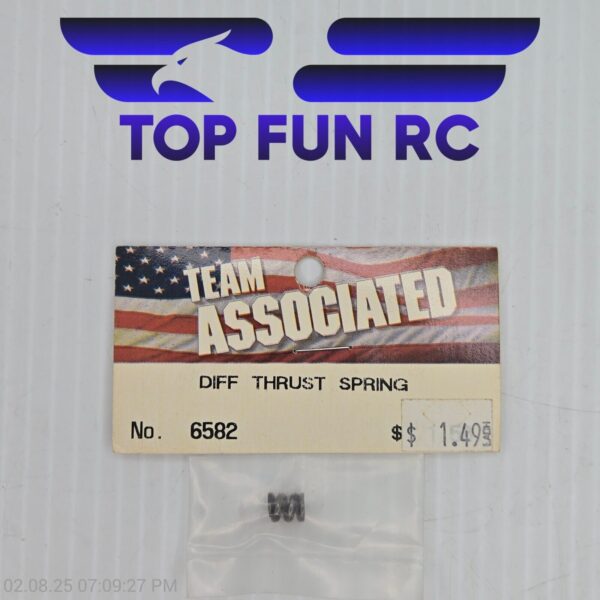 TOP FUN RC
TEAM
ASSOCIATED
DIFF THRUST SPRING
No. 6582
$ $ 1.49 EACH
02.08.25 07:09:27 PM